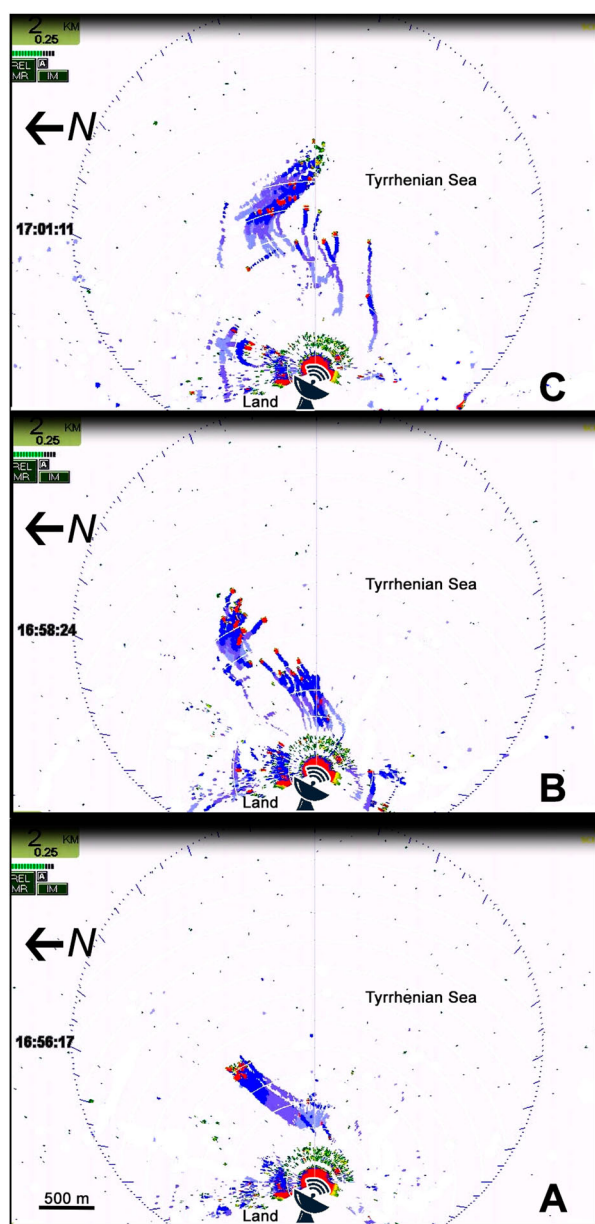 2 KM
0.25
REL A
MR IM
←N
Tyrrhenian Sea
17:01:11
C
Land
2 KM
0.25
REL A
MR IM
←N
Tyrrhenian Sea
16:58:24
B
Land
2 KM
0.25
REL A
MR IM
←N
Tyrrhenian Sea
16:56:17
500 m
A
Land